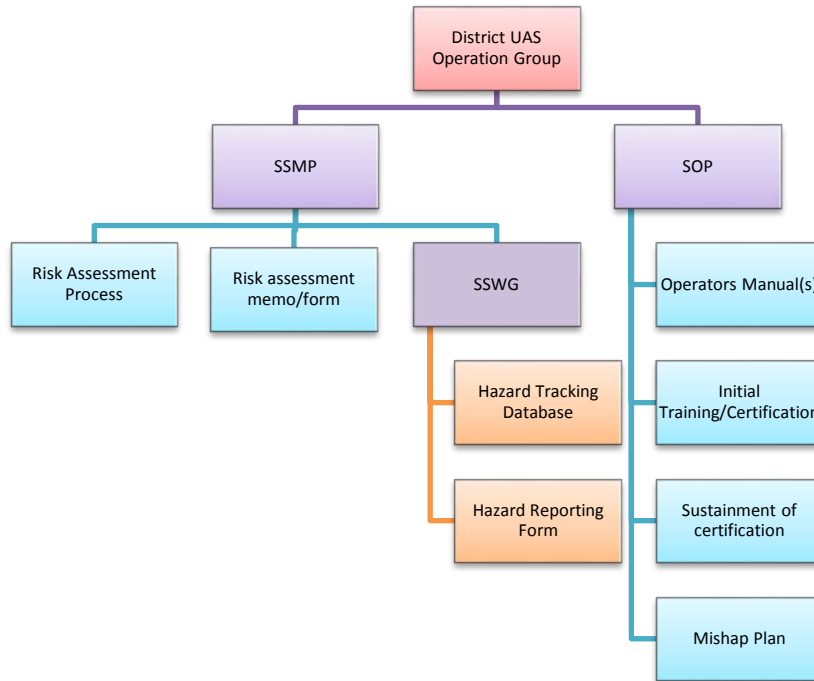 District UAS
Operation Group
SSMP
SOP
Risk Assessment
Process
Risk assessment
memo/form
SSWG
Operators Manual(s)
Hazard Tracking
Database
Initial
Training/Certification
Hazard Reporting
Form
Sustainment of
certification
Mishap Plan